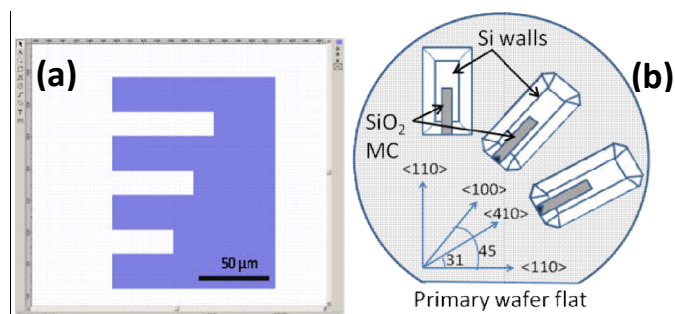 (a)
50 µm
(b)
Si walls
SiO₂
MC
<110>
<100>
<410>
45
31
<110>
Primary wafer flat